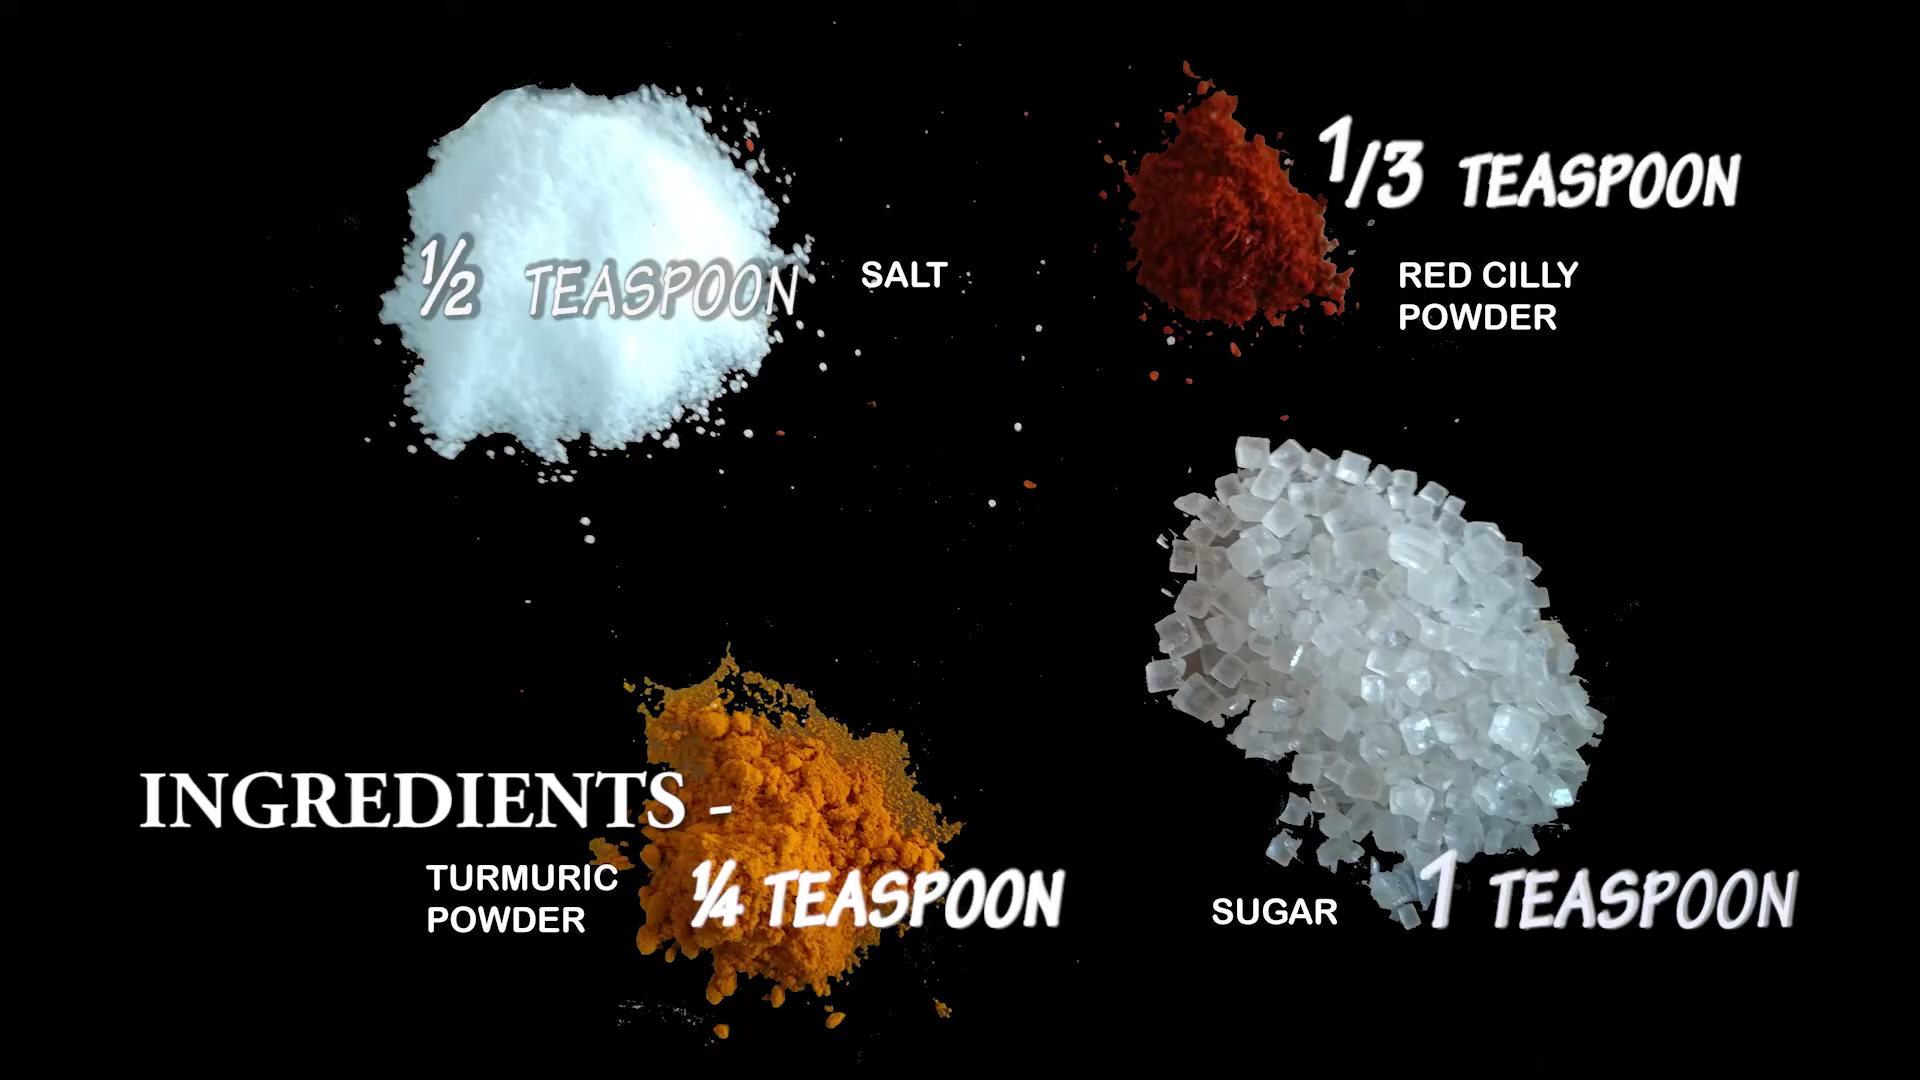 ½ TEASPOON
SALT
1/3 TEASPOON
RED CILLY
POWDER
INGREDIENTS -
TURMURIC
POWDER
¼ TEASPOON
SUGAR
1 TEASPOON